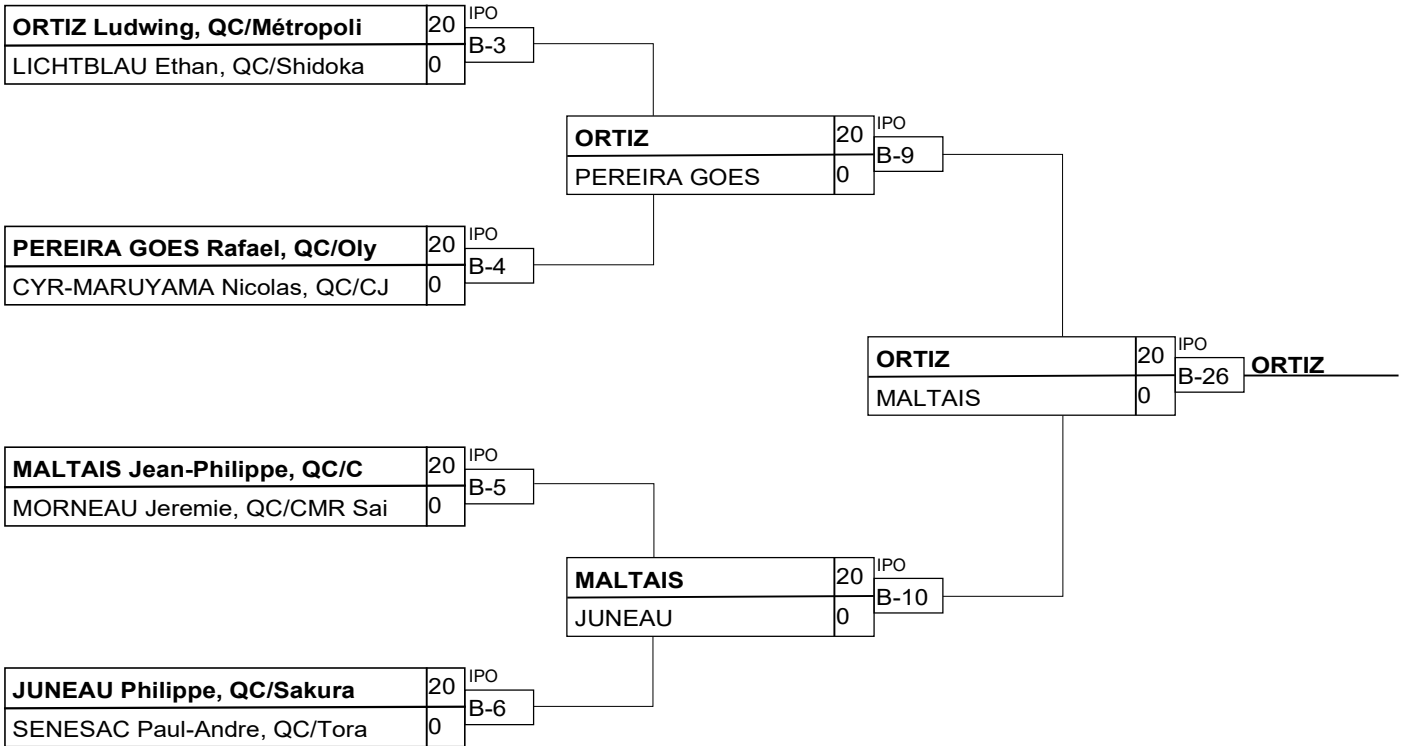 ORTIZ Ludwing, QC/Métropoli 20 IPO
B-3
LICHTBLAU Ethan, QC/Shidoka 0
ORTIZ 20 IPO
B-9
PEREIRA GOES 0
PEREIRA GOES Rafael, QC/Oly 20 IPO
B-4
CYR-MARUYAMA Nicolas, QC/CJ 0
ORTIZ 20 IPO
B-26 ORTIZ
MALTAIS 0
MALTAIS Jean-Philippe, QC/C 20 IPO
B-5
MORNEAU Jeremie, QC/CMR Sai 0
MALTAIS 20 IPO
B-10
JUNEAU 0
JUNEAU Philippe, QC/Sakura 20 IPO
B-6
SENESAC Paul-Andre, QC/Tora 0